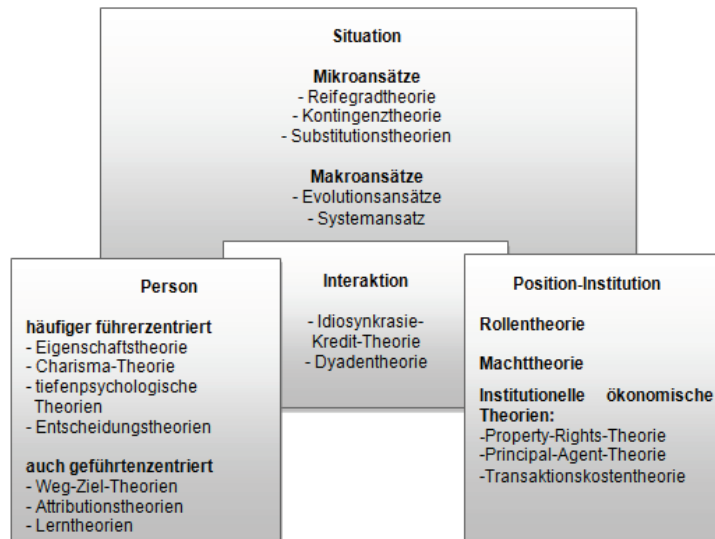 Situation
Mikroansätze
- Reifegradtheorie
- Kontingenztheorie
- Substitutionstheorien
Makroansätze
- Evolutionsansätze
- Systemansatz
Person
häufiger führerzentriert
- Eigenschaftstheorie
- Charisma-Theorie
- tiefenpsychologische
Theorien
- Entscheidungstheorien
auch geführtenzentriert
- Weg-Ziel-Theorien
- Attributionstheorien
- Lerntheorien
Interaktion
- Idiosynkrasie-
Kredit-Theorie
- Dyadentheorie
Position-Institution
Rollentheorie
Machttheorie
Institutionelle ökonomische
Theorien:
-Property-Rights-Theorie
-Principal-Agent-Theorie
-Transaktionskostentheorie